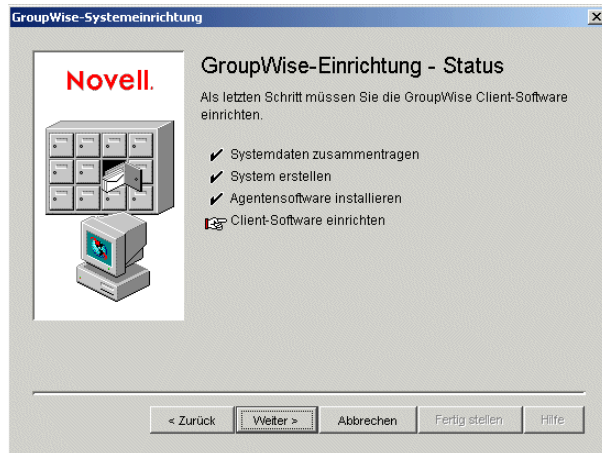 GroupWise-Systemeinrichtung
Novell.
GroupWise-Einrichtung - Status
Als letzten Schritt müssen Sie die GroupWise Client-Software
einrichten.
Systemdaten zusammentragen
System erstellen
Agentensoftware installieren
Client-Software einrichten
« Zurück
Weiter >
Abbrechen
Fertig stellen
Hilfe